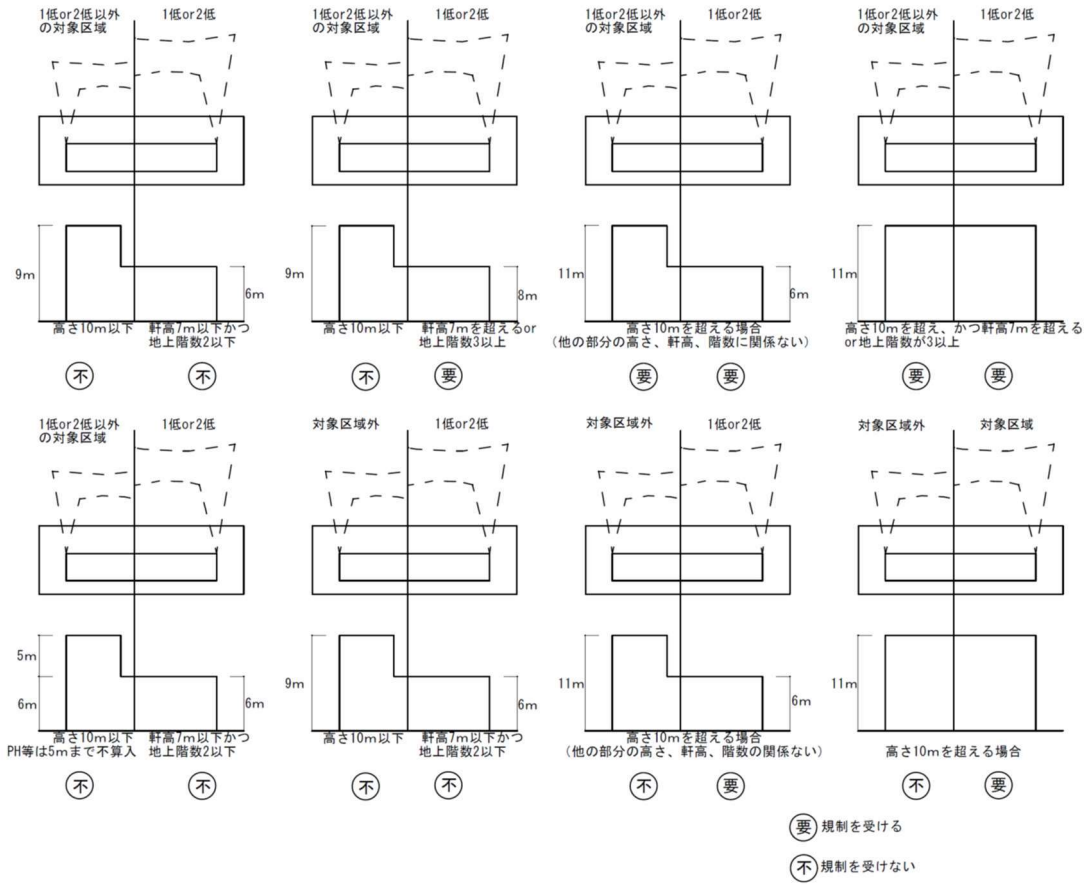 1低or2低以外
の対象区域
1低or2低
9m
6m
高さ10m以下
軒高7m以下かつ
地上階数2以下
不
不
1低or2低以外
の対象区域
1低or2低
9m
8m
高さ10m以下
軒高7mを超えるor
地上階数3以上
不
要
1低or2低以外
の対象区域
1低or2低
11m
6m
高さ10mを超える場合
(他の部分の高さ、軒高、階数に関係ない)
要
要
1低or2低以外
の対象区域
1低or2低
11m
高さ10mを超え、かつ軒高7mを超える
or地上階数が3以上
要
要
1低or2低以外
の対象区域
1低or2低
5m
6m
6m
高さ10m以下
PH等は5mまで不算入
軒高7m以下かつ
地上階数2以下
不
不
対象区域外
1低or2低
9m
6m
高さ10m以下
軒高7m以下かつ
地上階数2以下
不
不
対象区域外
1低or2低
11m
6m
高さ10mを超える場合
(他の部分の高さ、軒高、階数の関係ない)
不
要
対象区域外
対象区域
11m
高さ10mを超える場合
不
要
要 規制を受ける
不 規制を受けない